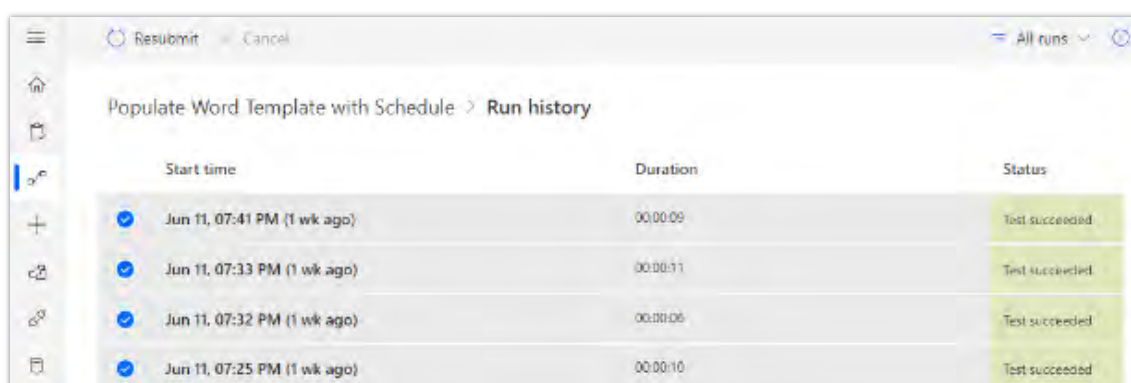 Resubmit Cancel All runs
Populate Word Template with Schedule > Run history
Start time Duration Status
Jun 11, 07:41 PM (1 wk ago) 00:00:09 Test succeeded
Jun 11, 07:33 PM (1 wk ago) 00:00:11 Test succeeded
Jun 11, 07:32 PM (1 wk ago) 00:00:06 Test succeeded
Jun 11, 07:25 PM (1 wk ago) 00:00:10 Test succeeded